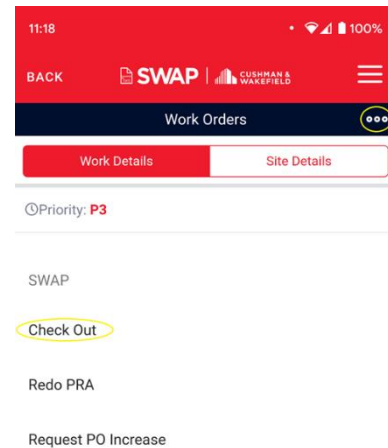 11:18 100%
BACK SWAP | CUSHMAN & WAKEFIELD
Work Orders
Work Details Site Details
Priority: P3
SWAP
Check Out
Redo PRA
Request PO Increase